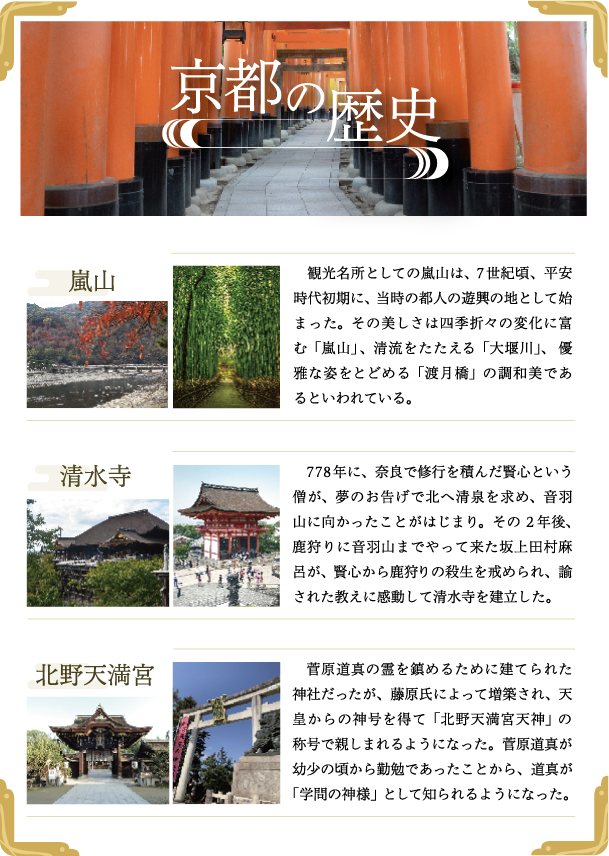 京都の歴史
嵐山
観光名所としての嵐山は、7世紀頃、平安
時代初期に、当時の都人の遊興の地として始
まった。その美しさは四季折々の変化に富
む「嵐山」、清流をたたえる「大堰川」、優
雅な姿をとどめる「渡月橋」の調和美であ
るといわれている。
清水寺
778年に、奈良で修行を積んだ賢心という
僧が、夢のお告げで北へ清泉を求め、音羽
山に向かったことがはじまり。その2年後、
鹿狩りに音羽山までやって来た坂上田村麻
呂が、賢心から鹿狩りの殺生を戒められ、諭
された教えに感動して清水寺を建立した。
北野天満宮
菅原道真の霊を鎮めるために建てられた
神社だったが、藤原氏によって増築され、天
皇からの神号を得て「北野天満宮天神」の
称号で親しまれるようになった。菅原道真が
幼少の頃から勤勉であったことから、道真が
「学問の神様」として知られるようになった。